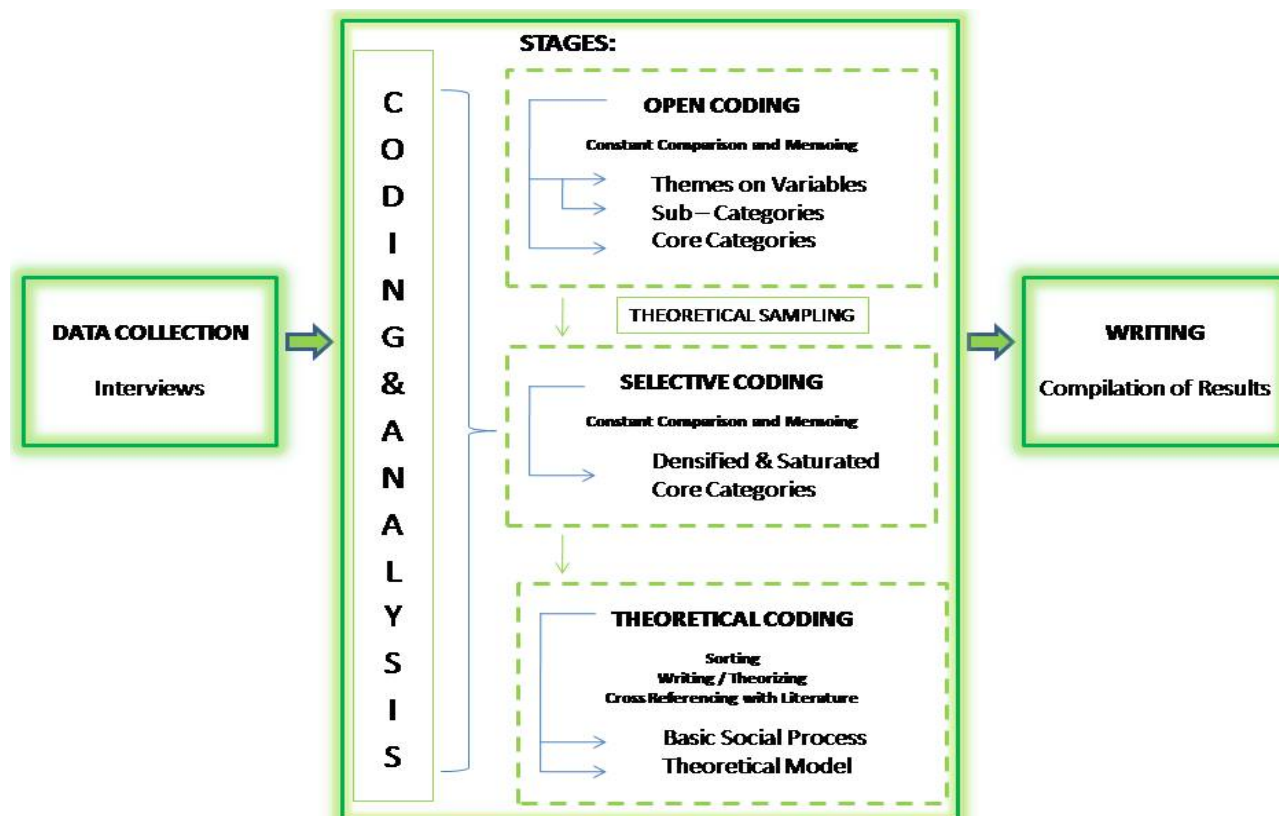 DATA COLLECTION
Interviews
CODING&ANALYSIS
STAGES:
OPEN CODING
Constant Comparison and Memoing
Themes on Variables
Sub – Categories
Core Categories
THEORETICAL SAMPLING
SELECTIVE CODING
Constant Comparison and Memoing
Densified & Saturated
Core Categories
THEORETICAL CODING
Sorting
Writing / Theorizing
Cross Referencing with Literature
Basic Social Process
Theoretical Model
WRITING
Compilation of Results